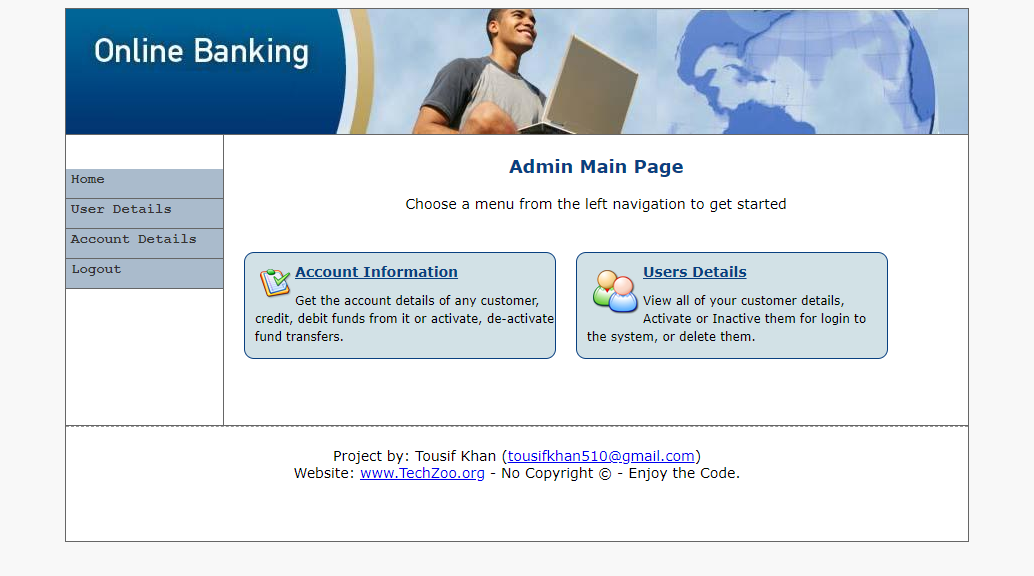 Online Banking
Home
User Details
Account Details
Logout
Admin Main Page
Choose a menu from the left navigation to get started
Account Information
Get the account details of any customer,
credit, debit funds from it or activate, de-activate
fund transfers.
Users Details
View all of your customer details,
Activate or Inactive them for login to
the system, or delete them.
Project by: Tousif Khan (tousifkhan510@gmail.com)
Website: www.TechZoo.org - No Copyright © - Enjoy the Code.